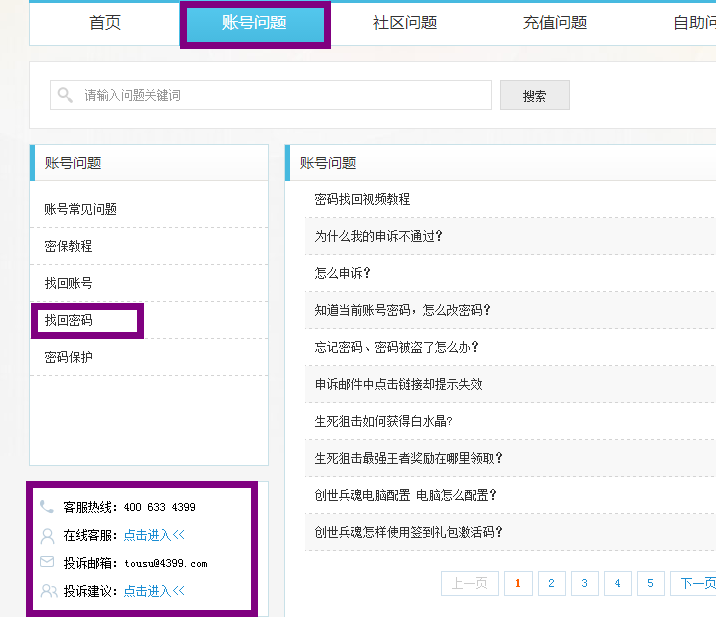 首页 账号问题 社区问题 充值问题 自助问
请输入问题关键词 搜索
账号问题
账号常见问题
密保教程
找回账号
找回密码
密码保护
客服热线：400 633 4399
在线客服：点击进入<<
投诉邮箱：tousu@4399.com
投诉建议：点击进入<<
账号问题
密码找回视频教程
为什么我的申诉不通过？
怎么申诉？
知道当前账号密码，怎么改密码？
忘记密码、密码被盗了怎么办？
申诉邮件中点击链接却提示失效
生死狙击如何获得白水晶?
生死狙击最强王者奖励在哪里领取？
创世兵魂电脑配置 电脑怎么配置？
创世兵魂怎样使用签到礼包激活码？
上一页 1 2 3 4 5 下一页